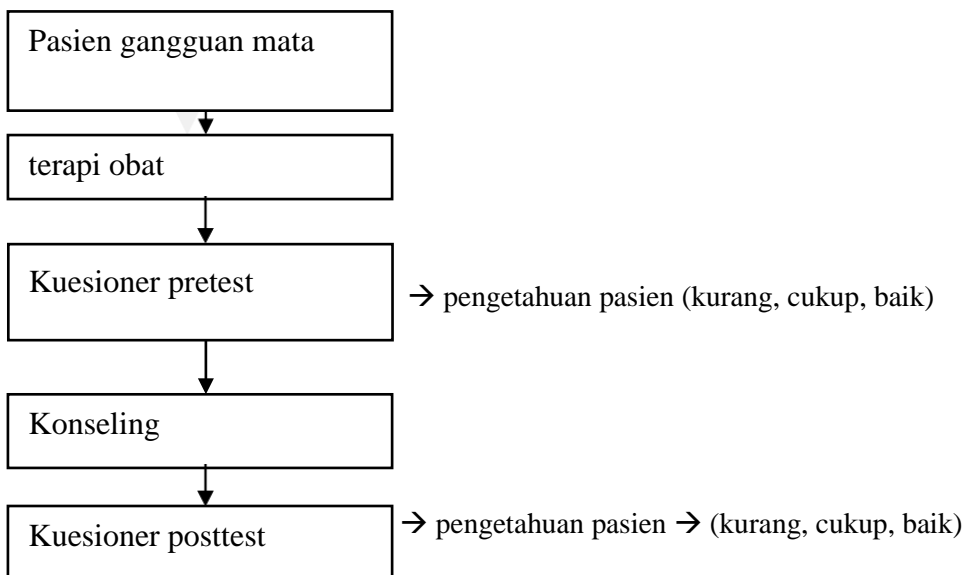 Pasien gangguan mata
terapi obat
Kuesioner pretest
→ pengetahuan pasien (kurang, cukup, baik)
Konseling
Kuesioner posttest
→ pengetahuan pasien → (kurang, cukup, baik)